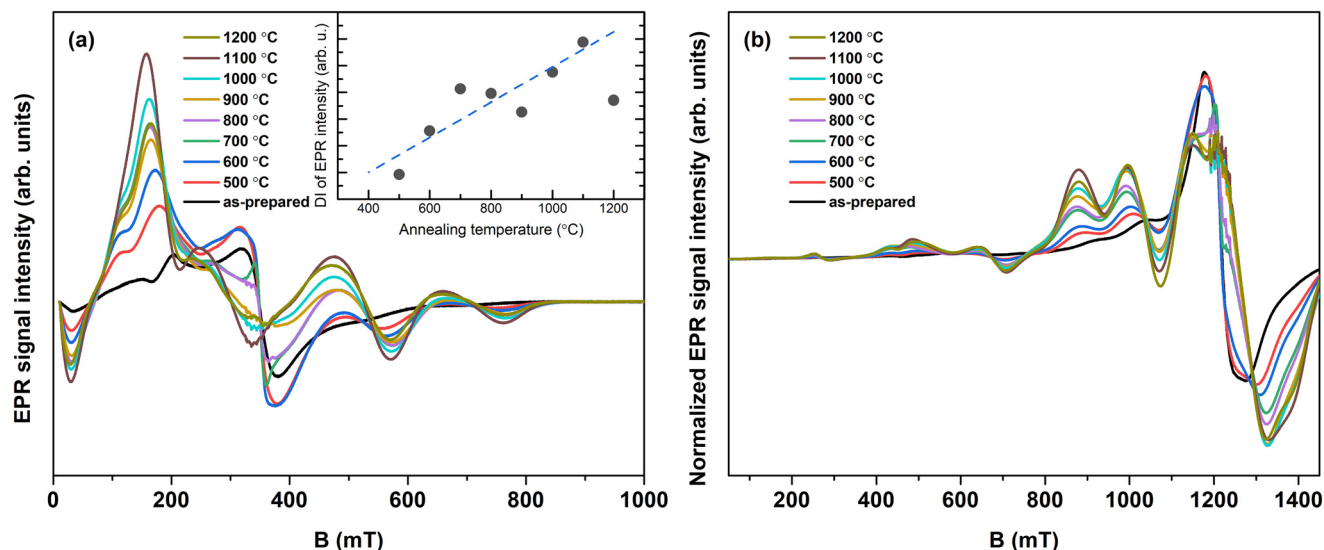 (a)
1200 °C
1100 °C
1000 °C
900 °C
800 °C
700 °C
600 °C
500 °C
as-prepared
EPR signal intensity (arb. units)
DI of EPR intensity (arb. u.)
400 600 800 1000 1200
Annealing temperature (°C)
0 200 400 600 800 1000
B (mT)
(b)
1200 °C
1100 °C
1000 °C
900 °C
800 °C
700 °C
600 °C
500 °C
as-prepared
Normalized EPR signal intensity (arb. units)
200 400 600 800 1000 1200 1400
B (mT)